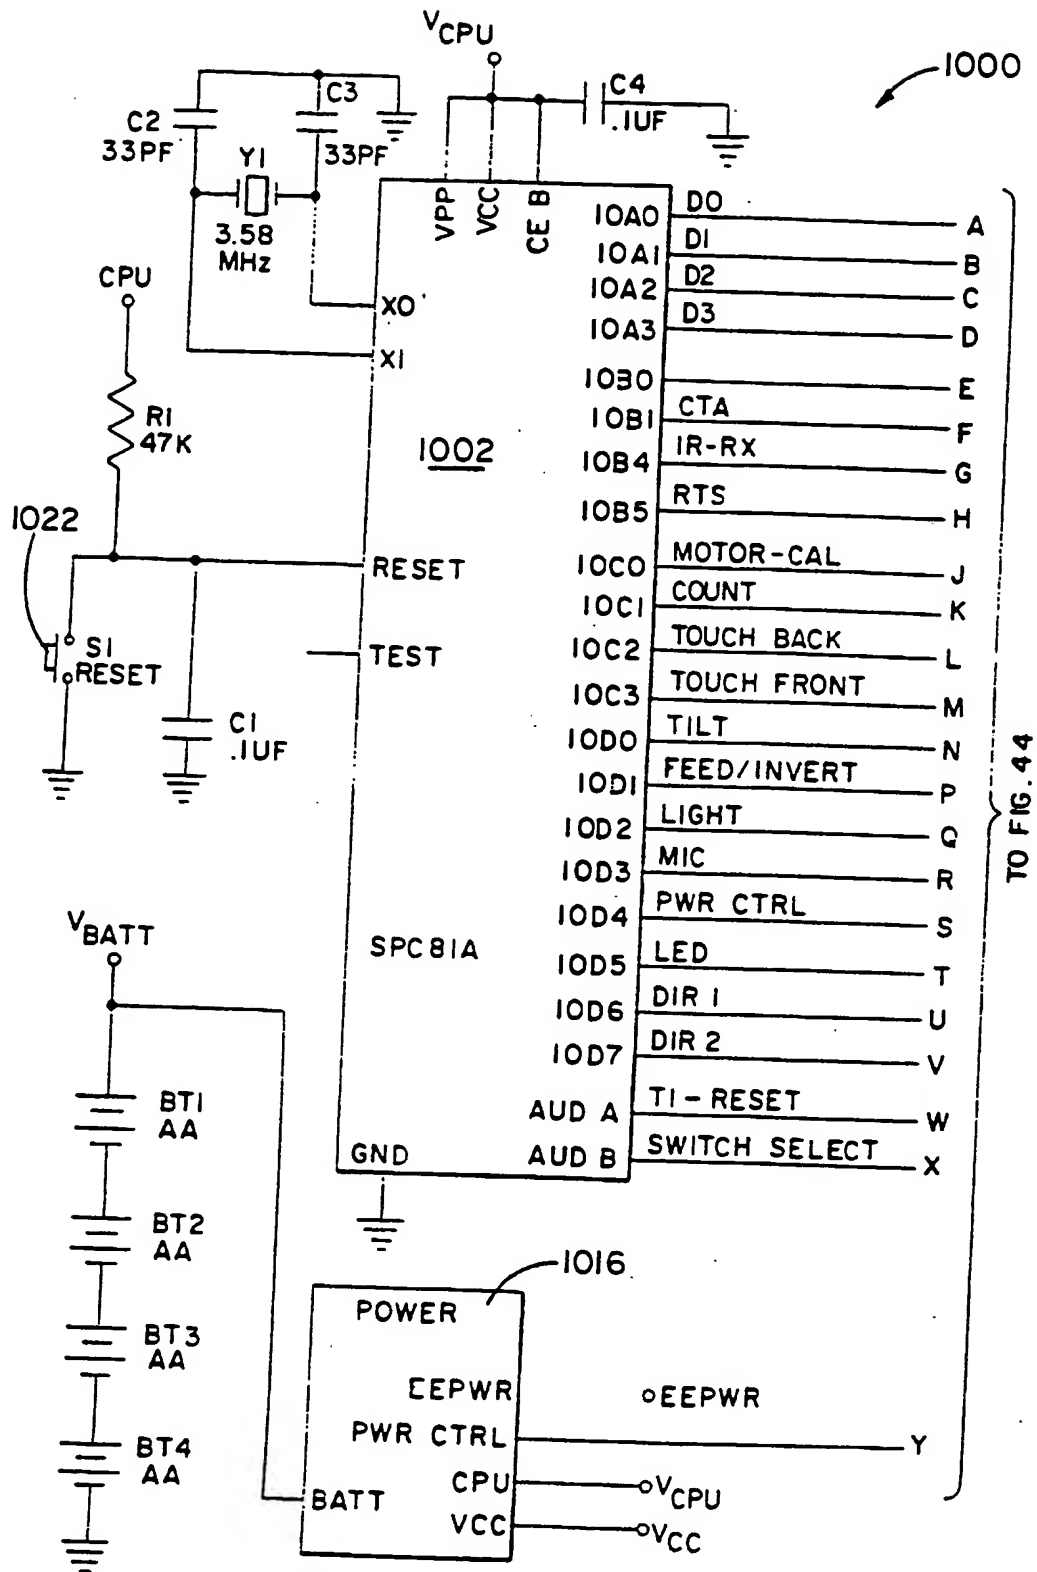 VCPU
1000
C2
33PF
C3
33PF
C4
.1UF
Y1
3.58
MHz
VPP
VCC
CE B
CPU
R1
47K
XO
XI
1002
1022
RESET
S1
RESET
TEST
C1
.1UF
SPC81A
GND
IOA0 D0 A
IOA1 D1 B
IOA2 D2 C
IOA3 D3 D
IOB0 E
IOB1 CTA F
IOB4 IR-RX G
IOB5 RTS H
IOC0 MOTOR-CAL J
IOC1 COUNT K
IOC2 TOUCH BACK L
IOC3 TOUCH FRONT M
IOD0 TILT N
IOD1 FEED/INVERT P
IOD2 LIGHT Q
IOD3 MIC R
IOD4 PWR CTRL S
IOD5 LED T
IOD6 DIR 1 U
IOD7 DIR 2 V
AUD A TI-RESET W
AUD B SWITCH SELECT X
TO FIG. 44
VBATT
BT1
AA
BT2
AA
BT3
AA
BT4
AA
1016
POWER
EEPWR EEPWR
PWR CTRL Y
BATT
CPU VCPU
VCC VCC